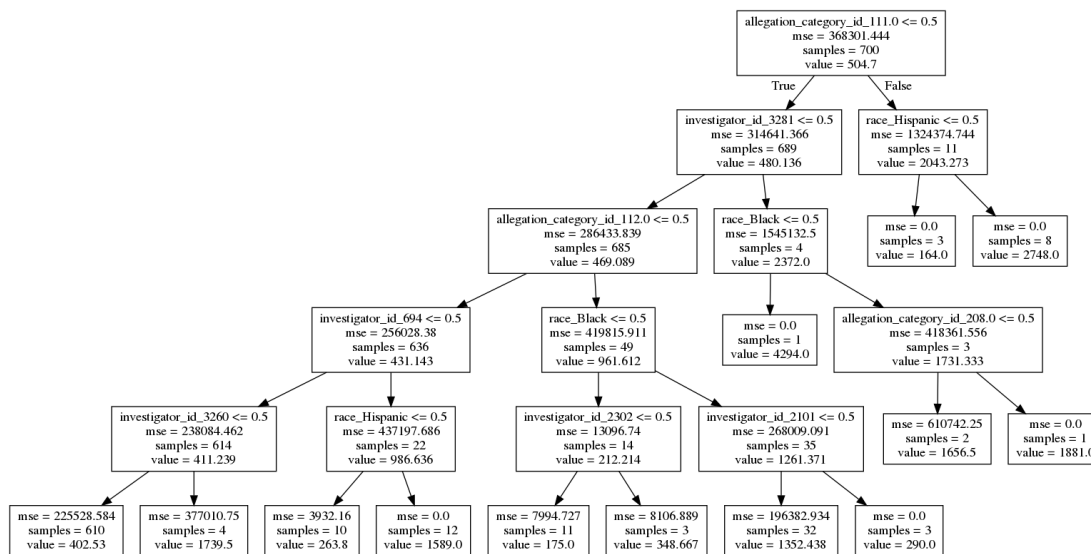 allegation_category_id_111.0 <= 0.5
mse = 368301.444
samples = 700
value = 504.7
True
False
investigator_id_3281 <= 0.5
mse = 314641.366
samples = 689
value = 480.136
race_Hispanic <= 0.5
mse = 1324374.744
samples = 11
value = 2043.273
allegation_category_id_112.0 <= 0.5
mse = 286433.839
samples = 685
value = 469.089
race_Black <= 0.5
mse = 1545132.5
samples = 4
value = 2372.0
mse = 0.0
samples = 3
value = 164.0
mse = 0.0
samples = 8
value = 2748.0
investigator_id_694 <= 0.5
mse = 256028.38
samples = 636
value = 431.143
race_Black <= 0.5
mse = 419815.911
samples = 49
value = 961.612
mse = 0.0
samples = 1
value = 4294.0
allegation_category_id_208.0 <= 0.5
mse = 418361.556
samples = 3
value = 1731.333
investigator_id_3260 <= 0.5
mse = 238084.462
samples = 614
value = 411.239
race_Hispanic <= 0.5
mse = 437197.686
samples = 22
value = 986.636
investigator_id_2302 <= 0.5
mse = 13096.74
samples = 14
value = 212.214
investigator_id_2101 <= 0.5
mse = 268009.091
samples = 35
value = 1261.371
mse = 610742.25
samples = 2
value = 1656.5
mse = 0.0
samples = 1
value = 1881.0
mse = 225528.584
samples = 610
value = 402.53
mse = 377010.75
samples = 4
value = 1739.5
mse = 3932.16
samples = 10
value = 263.8
mse = 0.0
samples = 12
value = 1589.0
mse = 7994.727
samples = 11
value = 175.0
mse = 8106.889
samples = 3
value = 348.667
mse = 196382.934
samples = 32
value = 1352.438
mse = 0.0
samples = 3
value = 290.0